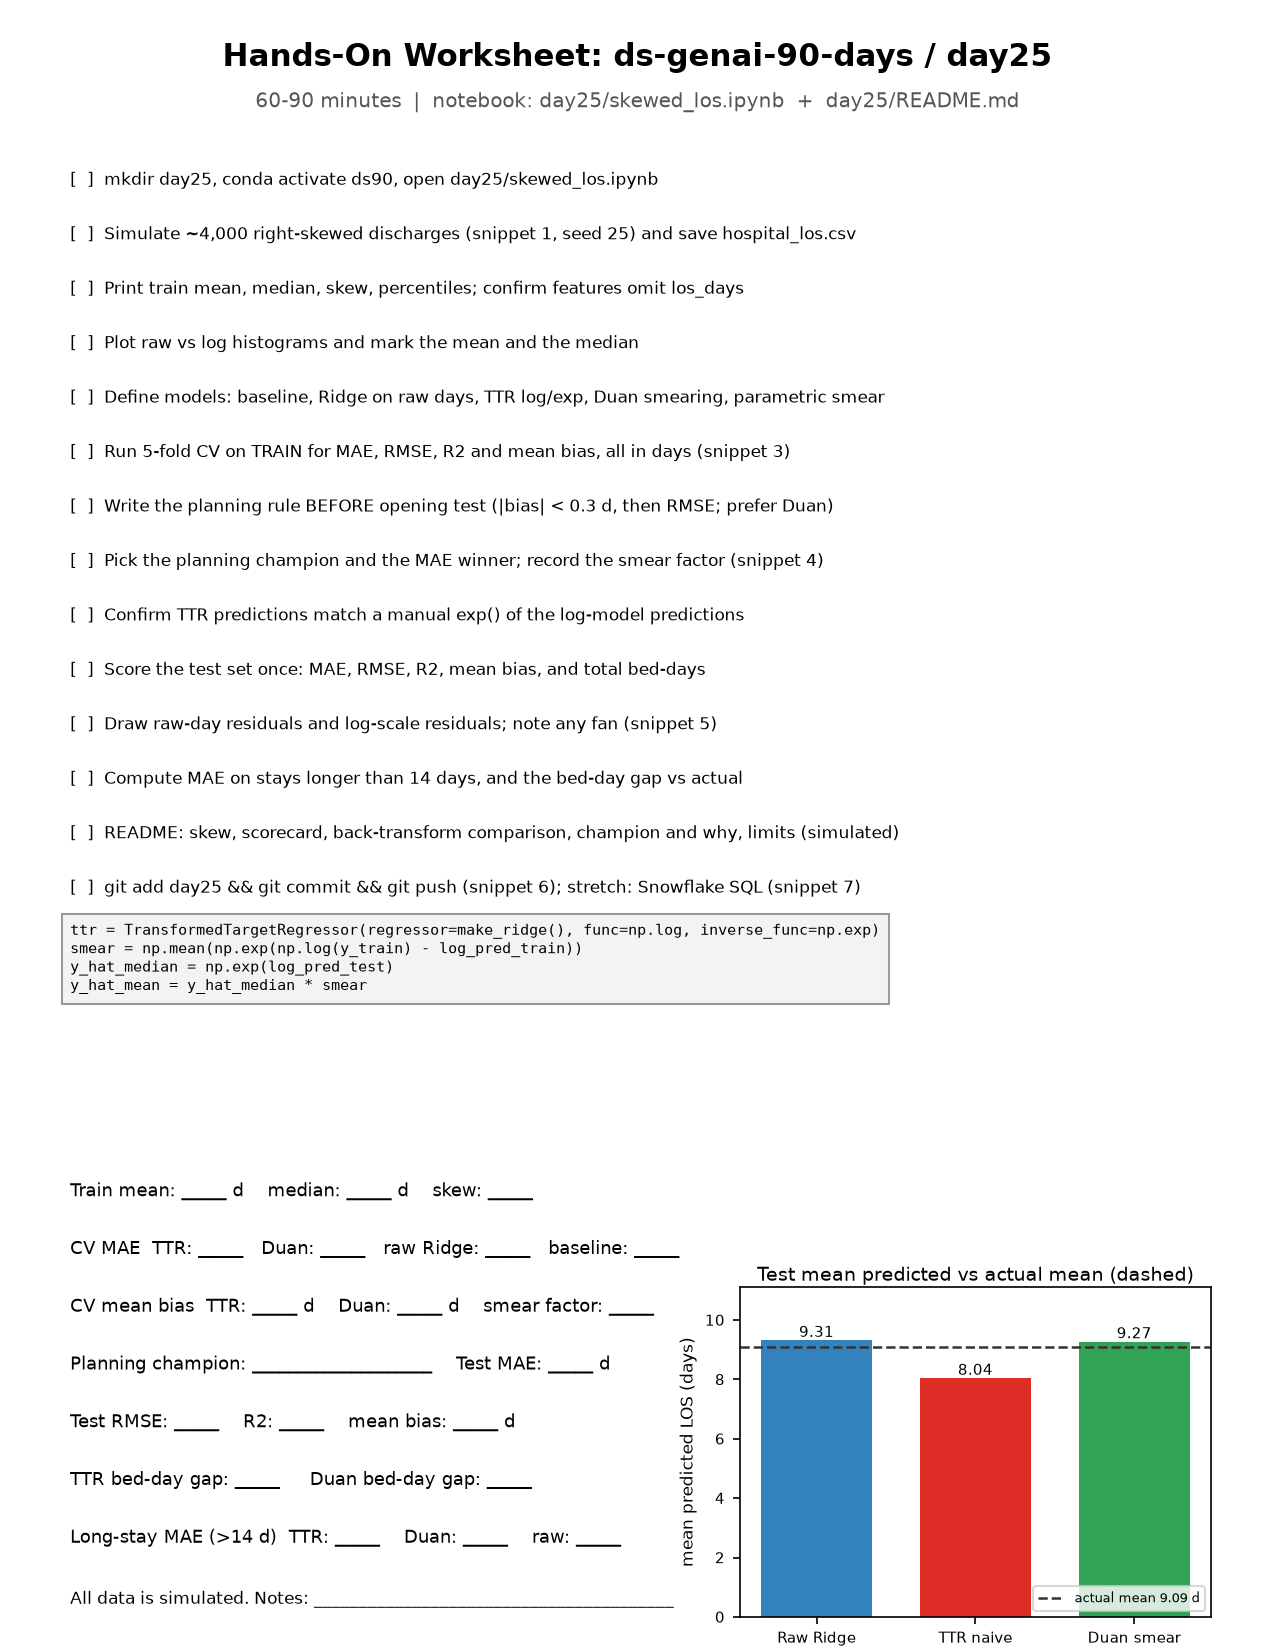 Hands-On Worksheet: ds-genai-90-days / day25
60-90 minutes | notebook: day25/skewed_los.ipynb + day25/README.md
[ ] mkdir day25, conda activate ds90, open day25/skewed_los.ipynb
[ ] Simulate ~4,000 right-skewed discharges (snippet 1, seed 25) and save hospital_los.csv
[ ] Print train mean, median, skew, percentiles; confirm features omit los_days
[ ] Plot raw vs log histograms and mark the mean and the median
[ ] Define models: baseline, Ridge on raw days, TTR log/exp, Duan smearing, parametric smear
[ ] Run 5-fold CV on TRAIN for MAE, RMSE, R2 and mean bias, all in days (snippet 3)
[ ] Write the planning rule BEFORE opening test (|bias| < 0.3 d, then RMSE; prefer Duan)
[ ] Pick the planning champion and the MAE winner; record the smear factor (snippet 4)
[ ] Confirm TTR predictions match a manual exp() of the log-model predictions
[ ] Score the test set once: MAE, RMSE, R2, mean bias, and total bed-days
[ ] Draw raw-day residuals and log-scale residuals; note any fan (snippet 5)
[ ] Compute MAE on stays longer than 14 days, and the bed-day gap vs actual
[ ] README: skew, scorecard, back-transform comparison, champion and why, limits (simulated)
[ ] git add day25 && git commit && git push (snippet 6); stretch: Snowflake SQL (snippet 7)
ttr = TransformedTargetRegressor(regressor=make_ridge(), func=np.log, inverse_func=np.exp)
smear = np.mean(np.exp(np.log(y_train) - log_pred_train))
y_hat_median = np.exp(log_pred_test)
y_hat_mean = y_hat_median * smear
Train mean: _____ d median: _____ d skew: _____
CV MAE TTR: _____ Duan: _____ raw Ridge: _____ baseline: _____
CV mean bias TTR: _____ d Duan: _____ d smear factor: _____
Planning champion: ____________________ Test MAE: _____ d
Test RMSE: _____ R2: _____ mean bias: _____ d
TTR bed-day gap: _____ Duan bed-day gap: _____
Long-stay MAE (>14 d) TTR: _____ Duan: _____ raw: _____
All data is simulated. Notes: ________________________________________
Test mean predicted vs actual mean (dashed)
mean predicted LOS (days)
10
8
6
4
2
0
9.31
8.04
9.27
actual mean 9.09 d
Raw Ridge
TTR naive
Duan smear